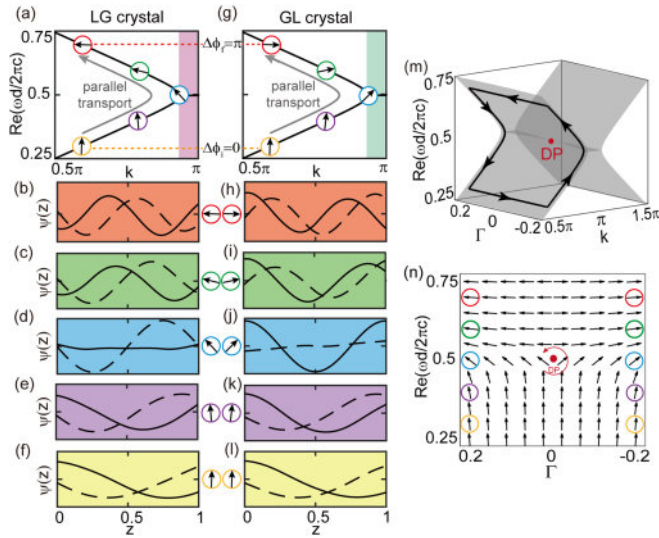 (a) LG crystal
(g) GL crystal
Re(ωd/2πc)
0.75
0.5
0.25
Δϕf=π
Δϕi=0
parallel
transport
parallel
transport
0.5π k π
0.5π k π
(b) ψ(z)
(h)
(c) ψ(z)
(i)
(d) ψ(z)
(j)
(e) ψ(z)
(k)
(f) ψ(z)
(l)
0 0.5 1
z
0 0.5 1
z
(m)
Re(ωd/2πc)
0.75
0.5
0.25
DP
0.2 0 -0.2
Γ
0.5π π 1.5π
k
(n)
Re(ωd/2πc)
0.75
0.5
0.25
DP
0.2 0 -0.2
Γ